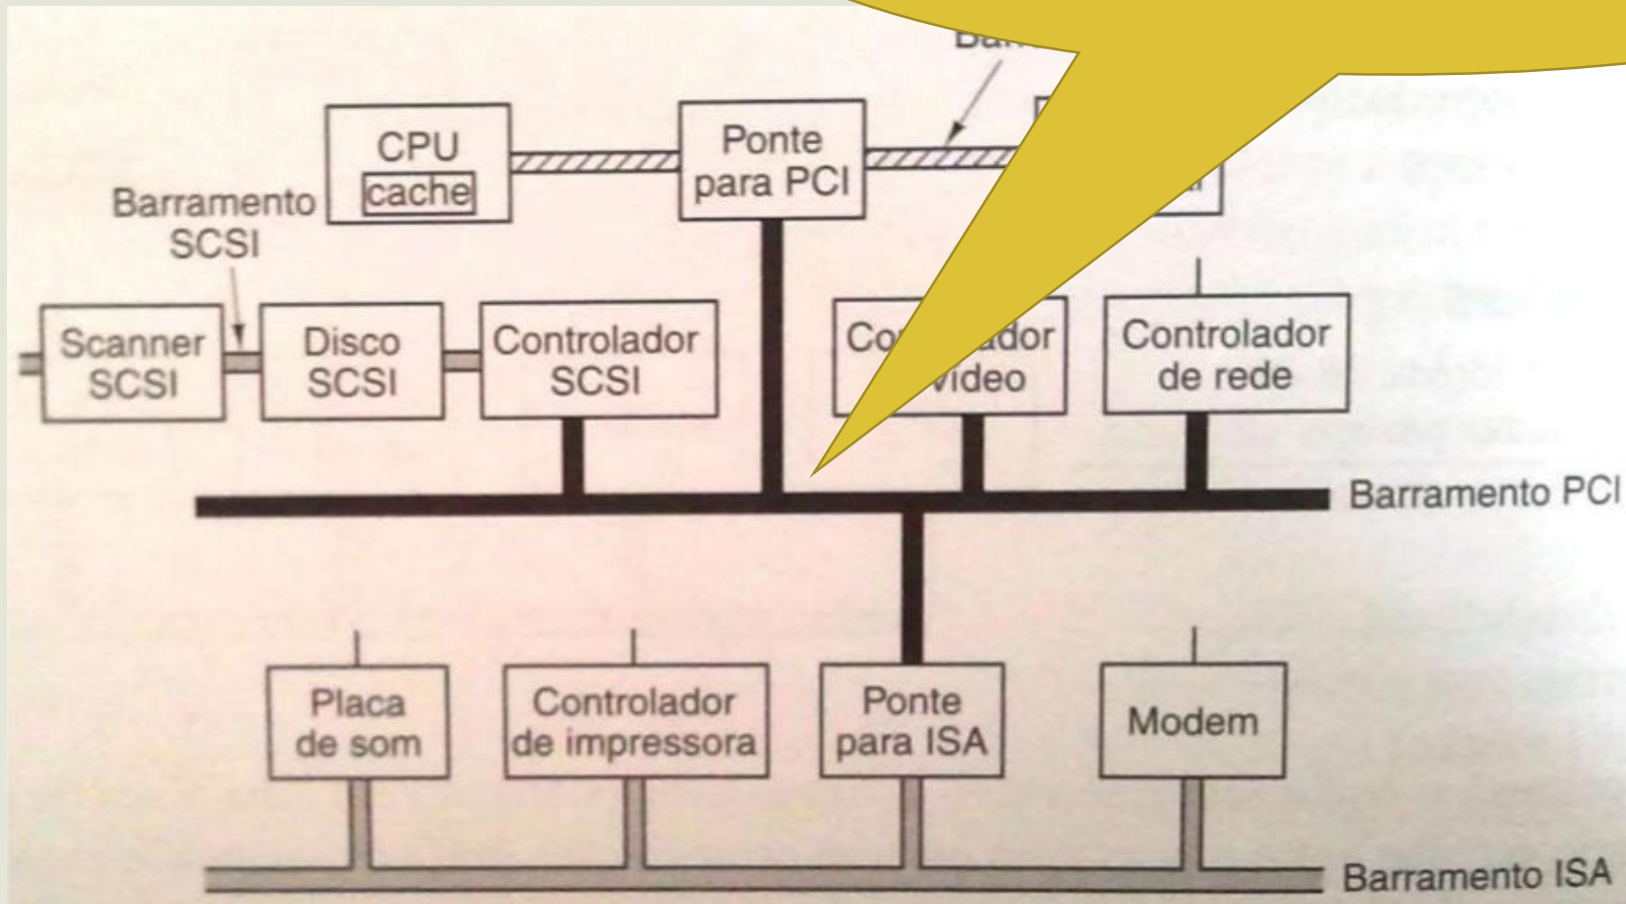 CPU
cache
Ponte
para PCI
Barramento
SCSI
Scanner
SCSI
Disco
SCSI
Controlador
SCSI
Controlador
de rede
Barramento PCI
Placa
de som
Controlador
de impressora
Ponte
para ISA
Modem
Barramento ISA